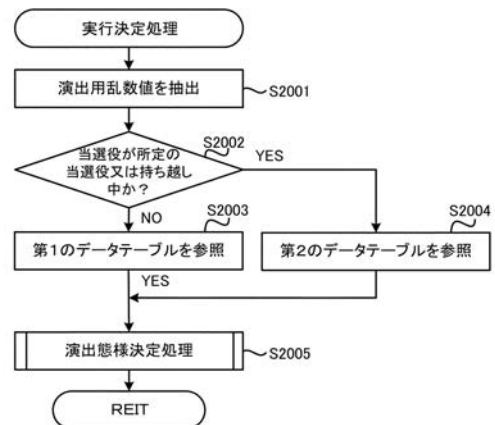 実行決定処理
演出用乱数値を抽出
S2001
S2002
当選役が所定の
当選役又は持ち越し
中か?
YES
NO
S2003
S2004
第1のデータテーブルを参照
第2のデータテーブルを参照
YES
演出態様決定処理
S2005
REIT